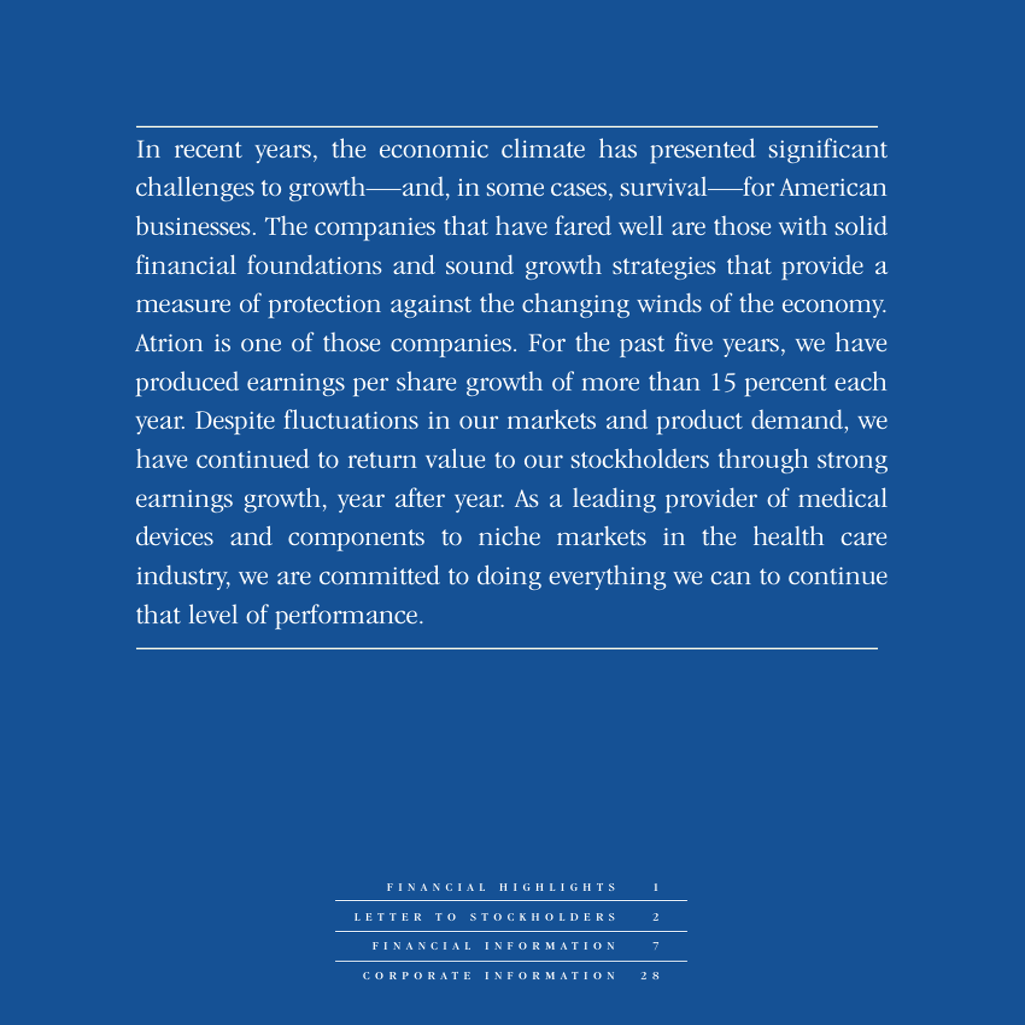 In recent years, the economic climate has presented significant
challenges to growth—and, in some cases, survival—for American
businesses. The companies that have fared well are those with solid
financial foundations and sound growth strategies that provide a
measure of protection against the changing winds of the economy.
Atrion is one of those companies. For the past five years, we have
produced earnings per share growth of more than 15 percent each
year. Despite fluctuations in our markets and product demand, we
have continued to return value to our stockholders through strong
earnings growth, year after year. As a leading provider of medical
devices and components to niche markets in the health care
industry, we are committed to doing everything we can to continue
that level of performance.
FINANCIAL HIGHLIGHTS 1
LETTER TO STOCKHOLDERS 2
FINANCIAL INFORMATION 7
CORPORATE INFORMATION 28